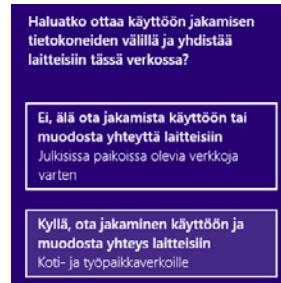 Haluatko ottaa käyttöön jakamisen
tietokoneiden välillä ja yhdistää
laitteisiin tässä verkossa?
Ei, älä ota jakamista käyttöön tai
muodosta yhteyttä laitteisiin
Julkisissa paikoissa olevia verkkoja
varten
Kyllä, ota jakaminen käyttöön ja
muodosta yhteys laitteisiin
Koti- ja työpaikkaverkoille